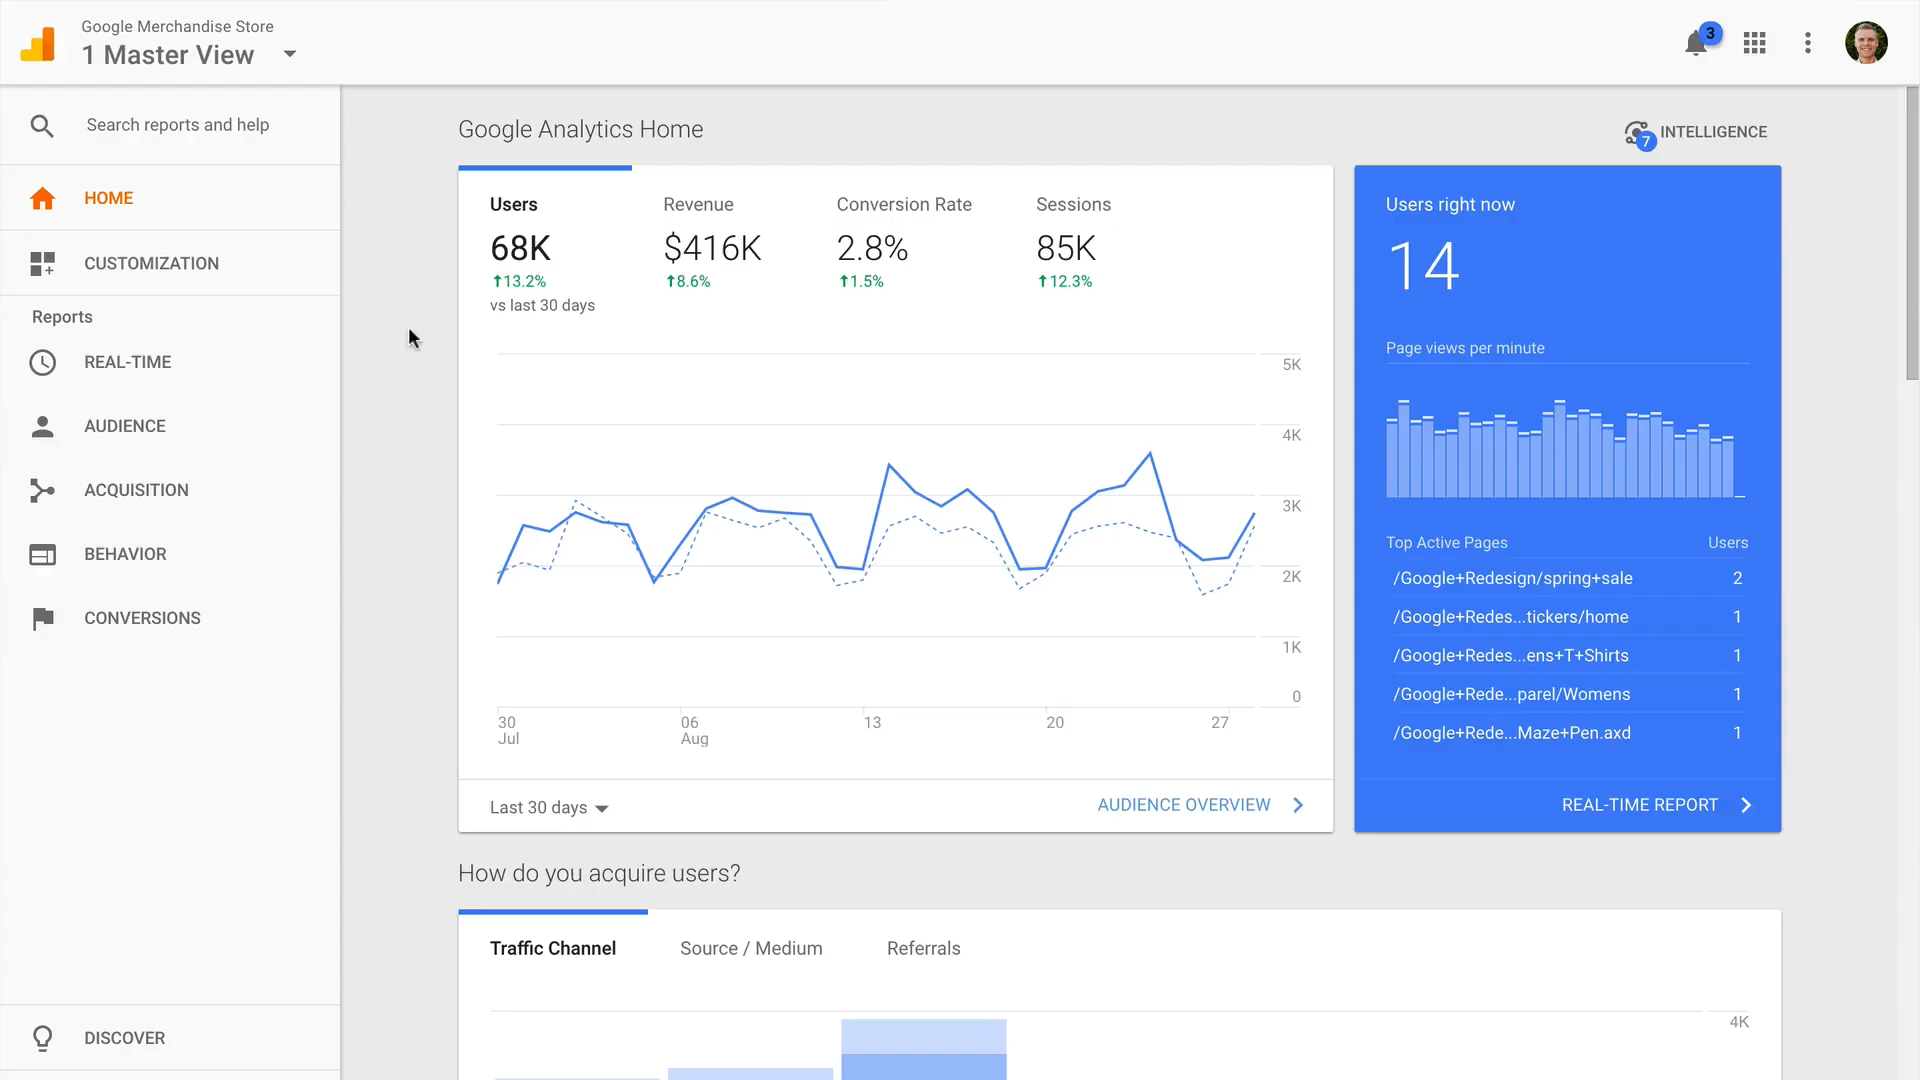 Google Merchandise Store
1 Master View
3
Search reports and help
HOME
CUSTOMIZATION
Reports
REAL-TIME
AUDIENCE
ACQUISITION
BEHAVIOR
CONVERSIONS
DISCOVER
Google Analytics Home
7 INTELLIGENCE
Users Revenue Conversion Rate Sessions
68K $416K 2.8% 85K
13.2% 8.6% 1.5% 12.3%
vs last 30 days
5K
4K
3K
2K
1K
0
30 06 13 20 27
Jul Aug
Last 30 days
AUDIENCE OVERVIEW
Users right now
14
Page views per minute
Top Active Pages Users
/Google+Redesign/spring+sale 2
/Google+Redes...tickers/home 1
/Google+Redes...ens+T+Shirts 1
/Google+Rede...parel/Womens 1
/Google+Rede...Maze+Pen.axd 1
REAL-TIME REPORT
How do you acquire users?
Traffic Channel Source / Medium Referrals
4K